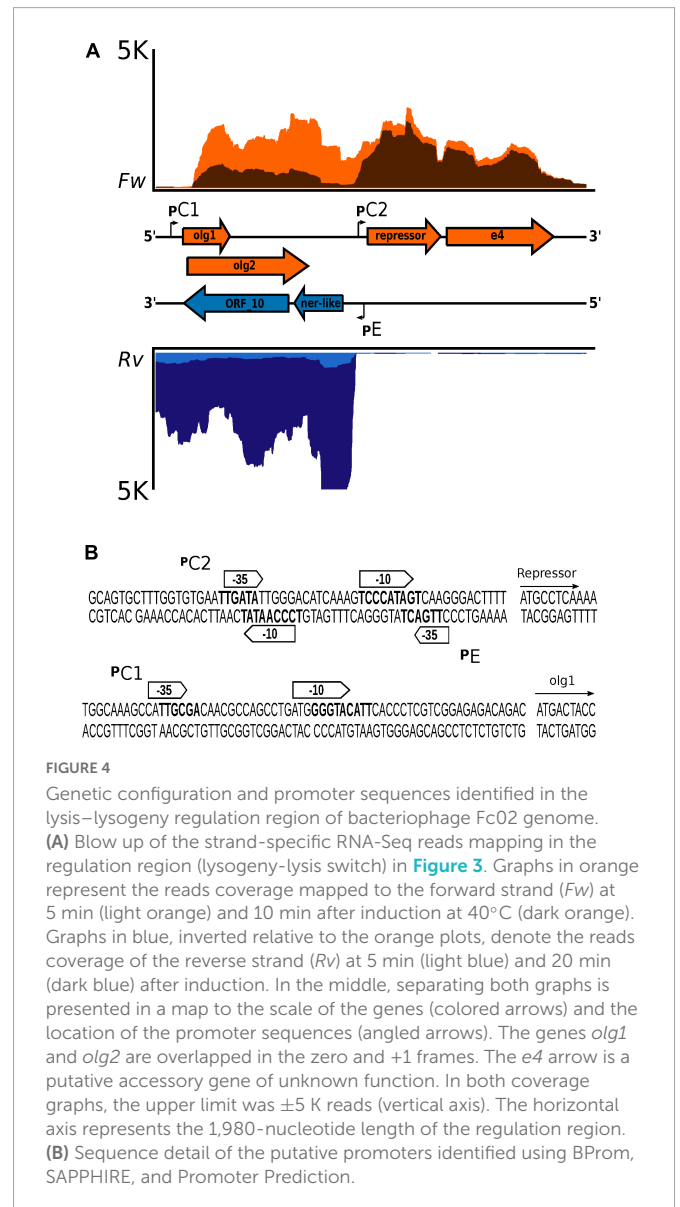 A 5K
Fw
PC1 PC2
5' olg1 repressor e4 3'
olg2
3' ORF_10 ner-like 5'
PE
Rv
5K
B
PC2 -35 -10 Repressor
GCAGTGCTTTGGTGTGAATTGATATTGGGACATCAAAGTCCCATAGTCAAGGGACTTTT ATGCCTCAAAA
CGTCAC GAAACCACACTTAACTATAACCCTGTAGTTTCAGGGTATCAGTTCCCTGAAAA TACGGAGTTTT
-10 -35
PE
PC1 -35 -10 olg1
TGGCAAAGCCATTGCGACAACGCCAGCCTGATGGGGTACATTCACCCTCGTCGGAGAGACAGAC ATGACTACC
ACCGTTTCGGT AACGCTGTTGCGGTCGGACTAC CCCATGTAAGTGGGAGCAGCCTCTCTGTCTG TACTGATGG
FIGURE 4
Genetic configuration and promoter sequences identified in the
lysis–lysogeny regulation region of bacteriophage Fc02 genome.
(A) Blow up of the strand-specific RNA-Seq reads mapping in the
regulation region (lysogeny-lysis switch) in Figure 3. Graphs in orange
represent the reads coverage mapped to the forward strand (Fw) at
5 min (light orange) and 10 min after induction at 40°C (dark orange).
Graphs in blue, inverted relative to the orange plots, denote the reads
coverage of the reverse strand (Rv) at 5 min (light blue) and 20 min
(dark blue) after induction. In the middle, separating both graphs is
presented in a map to the scale of the genes (colored arrows) and the
location of the promoter sequences (angled arrows). The genes olg1
and olg2 are overlapped in the zero and +1 frames. The e4 arrow is a
putative accessory gene of unknown function. In both coverage
graphs, the upper limit was ±5 K reads (vertical axis). The horizontal
axis represents the 1,980-nucleotide length of the regulation region.
(B) Sequence detail of the putative promoters identified using BProm,
SAPPHIRE, and Promoter Prediction.